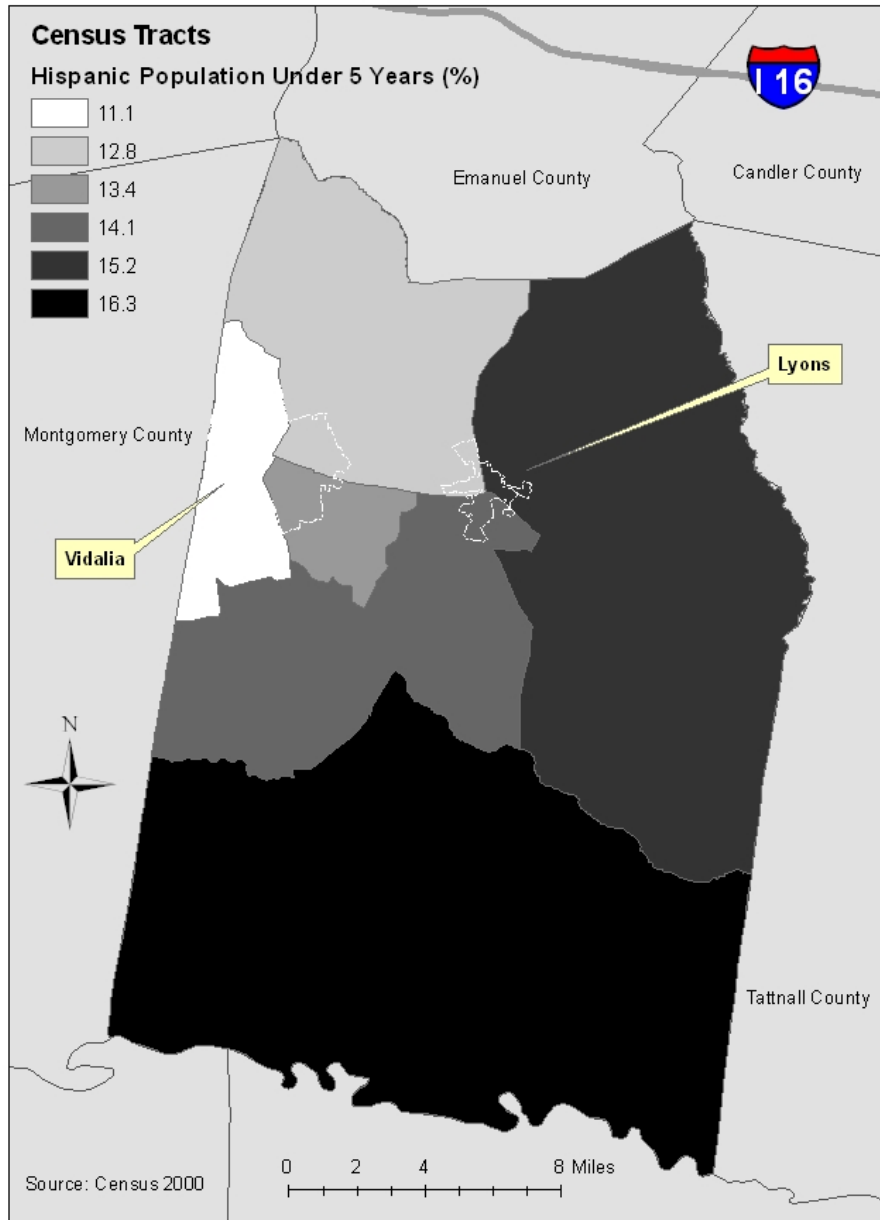 Census Tracts
Hispanic Population Under 5 Years (%)
11.1
12.8
13.4
14.1
15.2
16.3
I 16
Emanuel County
Candler County
Lyons
Montgomery County
Vidalia
N
Tattnall County
0 2 4 8 Miles
Source: Census 2000